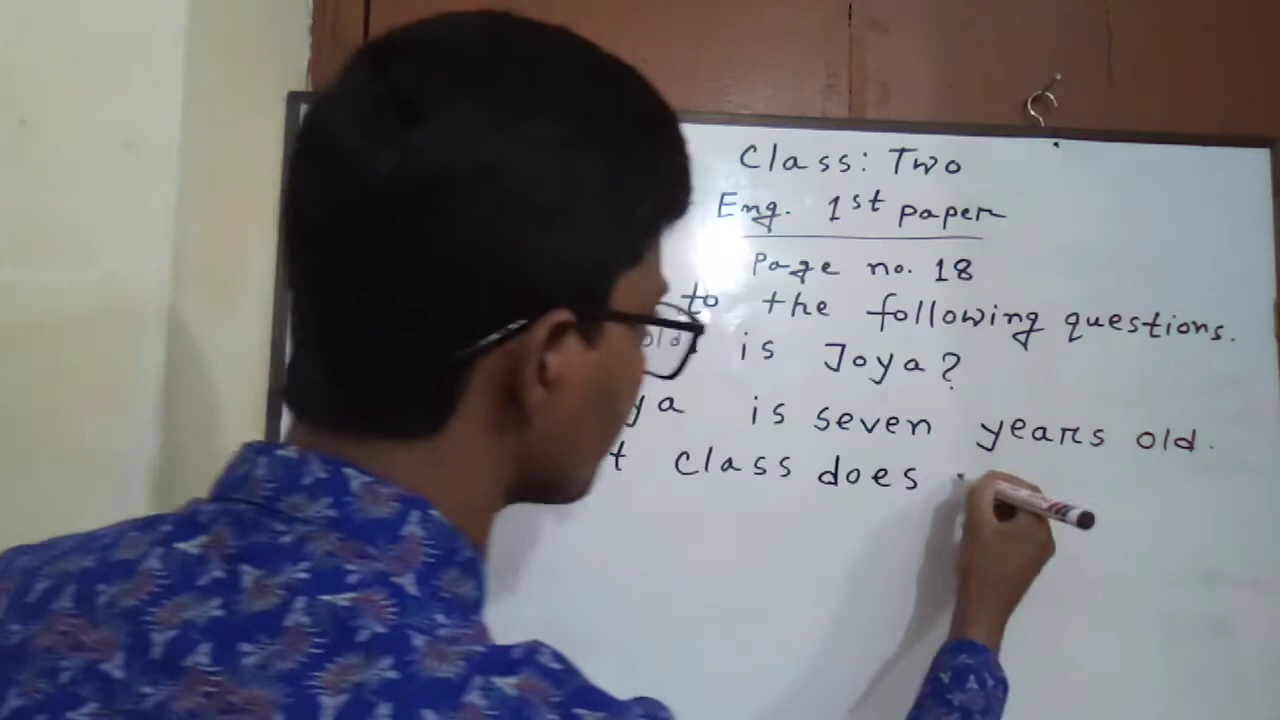 Class: Two
Eng. 1st paper
Page no. 18
to the following questions.
old is Joya?
ya is seven years old.
t class does